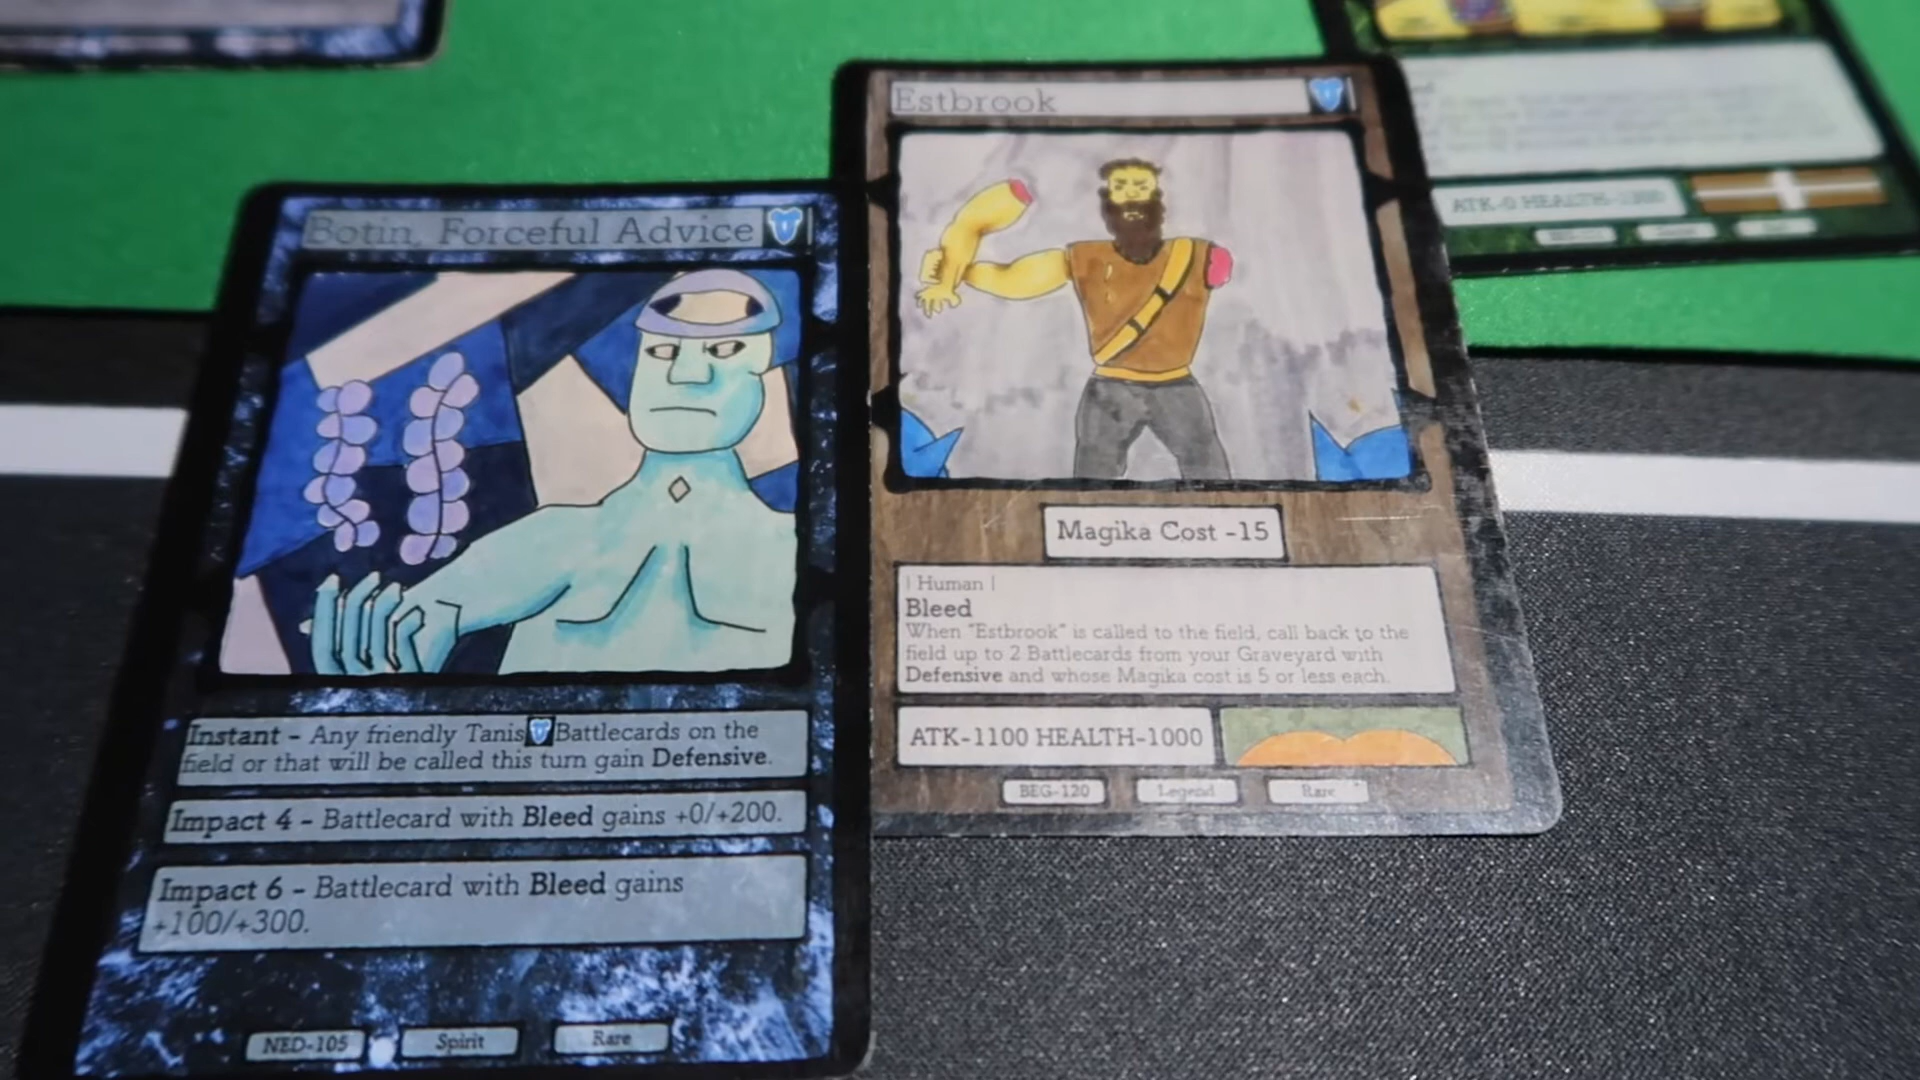 Botin, Forceful Advice
Instant - Any friendly Tanis Battlecards on the
field or that will be called this turn gain Defensive.
Impact 4 - Battlecard with Bleed gains +0/+200.
Impact 6 - Battlecard with Bleed gains
+100/+300.
NED-105 Spirit Rare
Estbrook
Magika Cost -15
| Human |
Bleed
When "Estbrook" is called to the field, call back to the
field up to 2 Battlecards from your Graveyard with
Defensive and whose Magika cost is 5 or less each.
ATK-1100 HEALTH-1000
BEG-120 Legend Rare
ATK-0